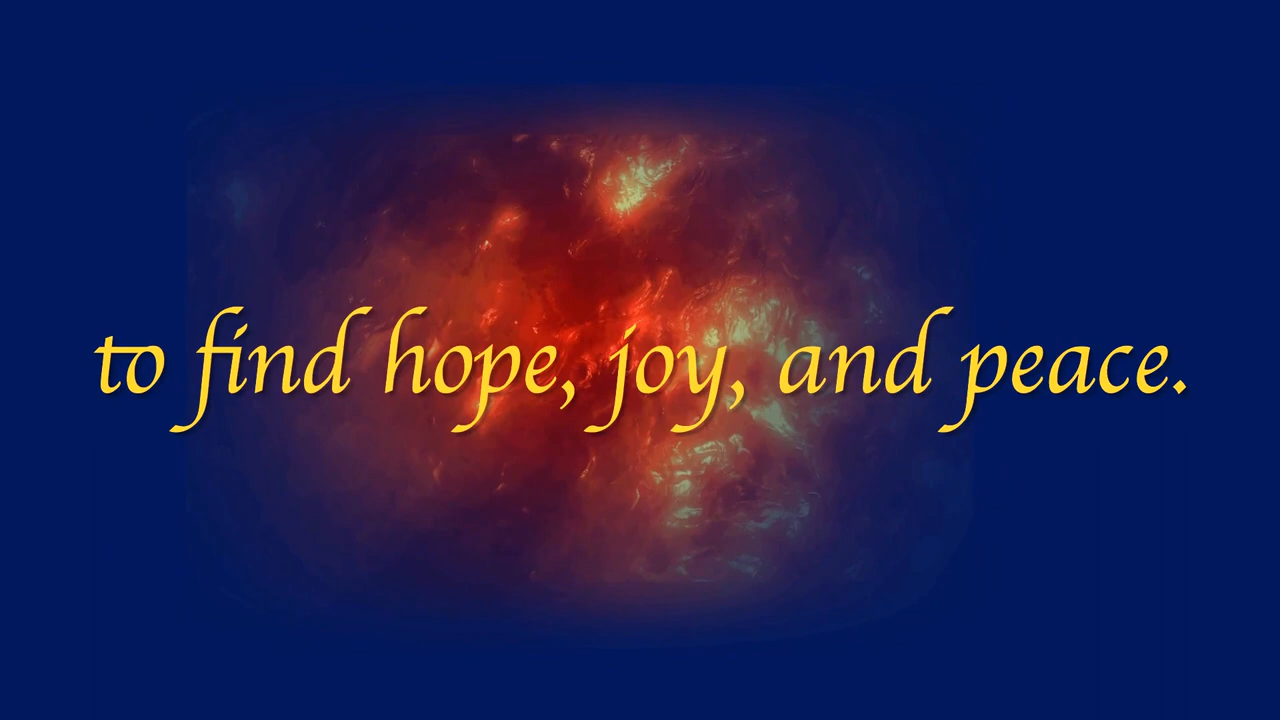 to find hope, joy, and peace.